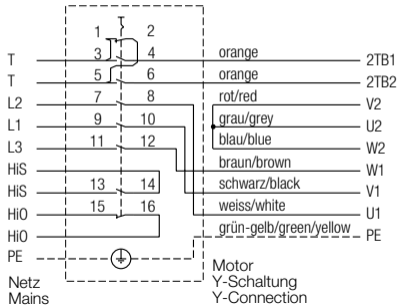 1 2
T 3 4 orange 2TB1
T 5 6 orange 2TB2
L2 7 8 rot/red V2
L1 9 10 grau/grey U2
L3 11 12 blau/blue W2
HiS braun/brown W1
HiS 13 14 schwarz/black V1
HiO 15 16 weiss/white U1
HiO grün-gelb/green/yellow PE
PE
Netz Motor
Mains Y-Schaltung
Y-Connection